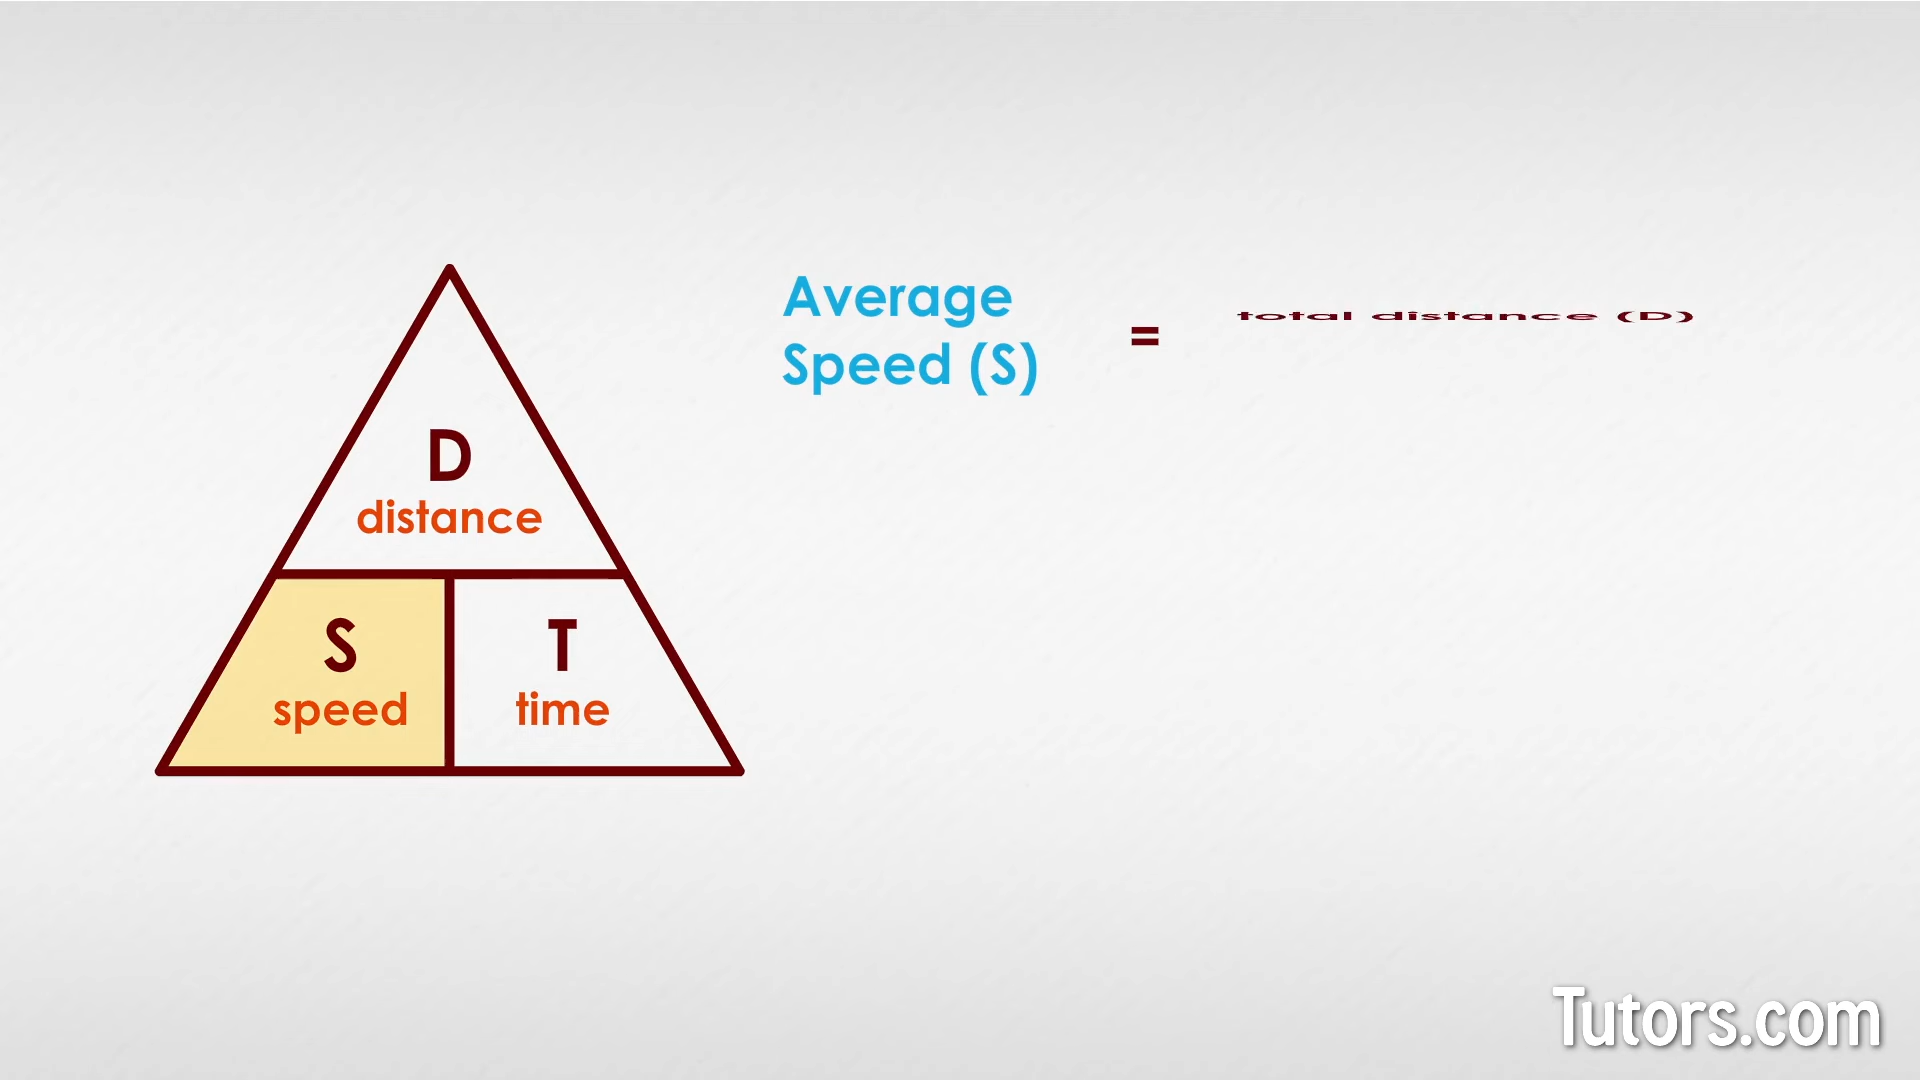 Average
Speed (S)
=
total distance (D)
D
distance
S
speed
T
time
Tutors.com